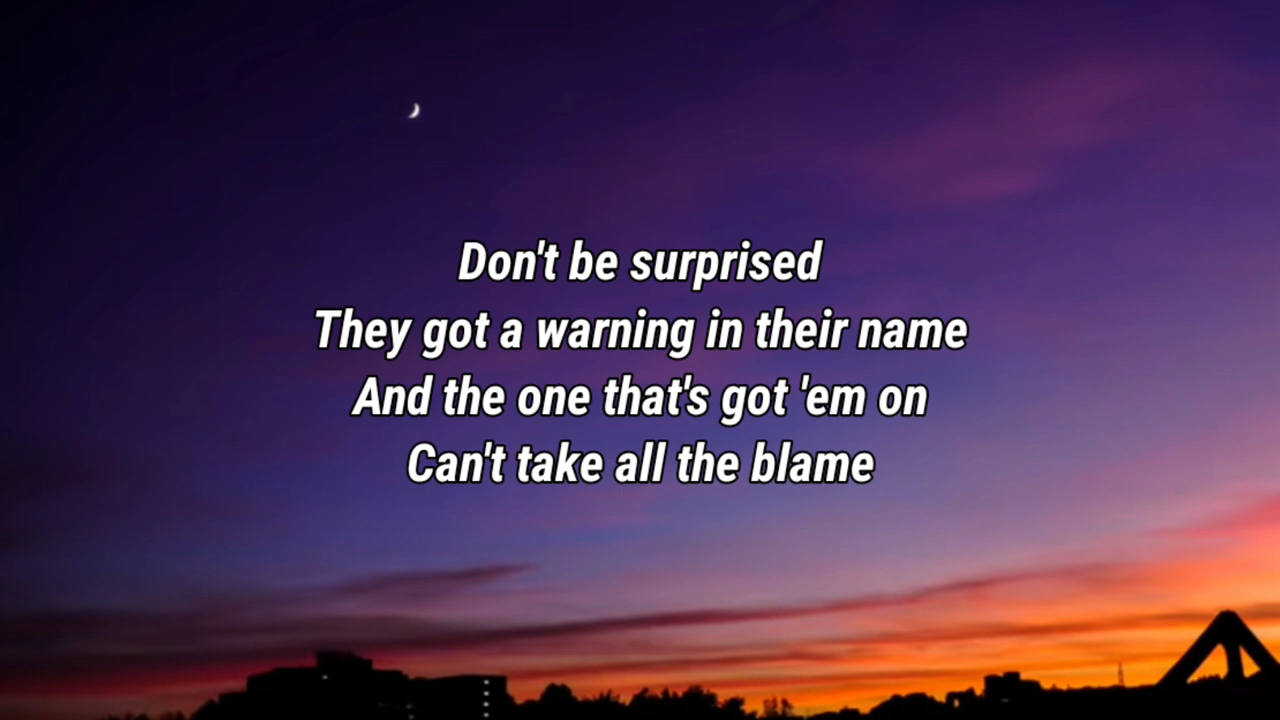 Don't be surprised
They got a warning in their name
And the one that's got 'em on
Can't take all the blame